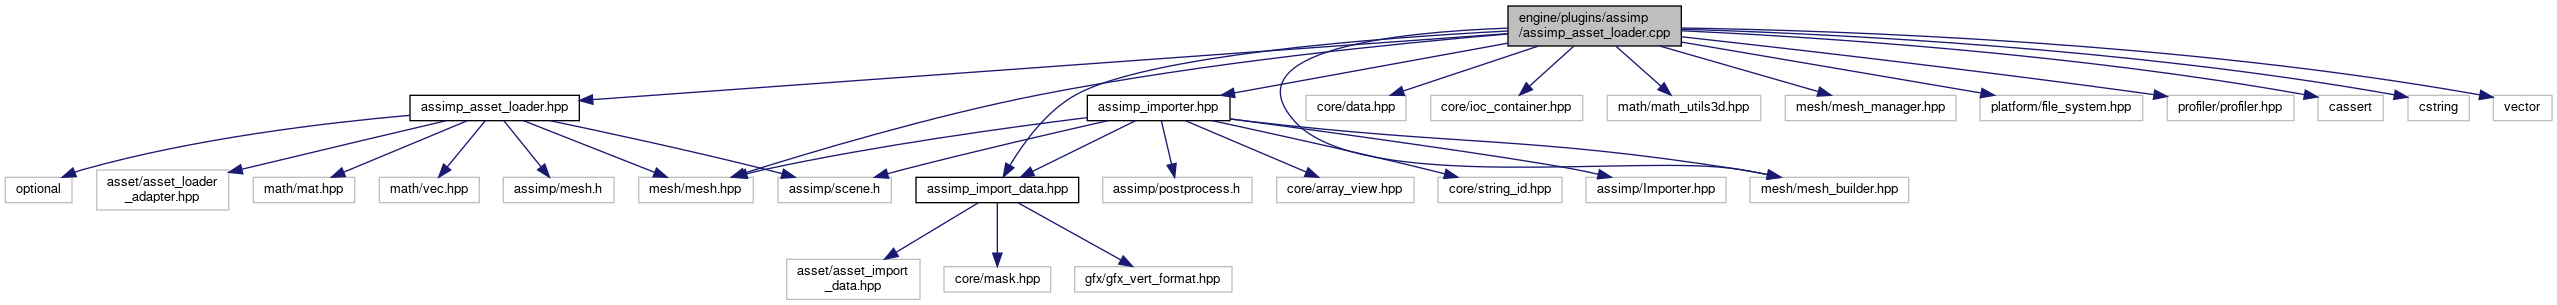 engine/plugins/assimp
/assimp_asset_loader.cpp
assimp_asset_loader.hpp
assimp_importer.hpp
core/data.hpp
core/ioc_container.hpp
math/math_utils3d.hpp
mesh/mesh_manager.hpp
platform/file_system.hpp
profiler/profiler.hpp
cassert
cstring
vector
optional
asset/asset_loader
_adapter.hpp
math/mat.hpp
math/vec.hpp
assimp/mesh.h
mesh/mesh.hpp
assimp/scene.h
assimp_import_data.hpp
assimp/postprocess.h
core/array_view.hpp
core/string_id.hpp
assimp/Importer.hpp
mesh/mesh_builder.hpp
asset/asset_import
_data.hpp
core/mask.hpp
gfx/gfx_vert_format.hpp